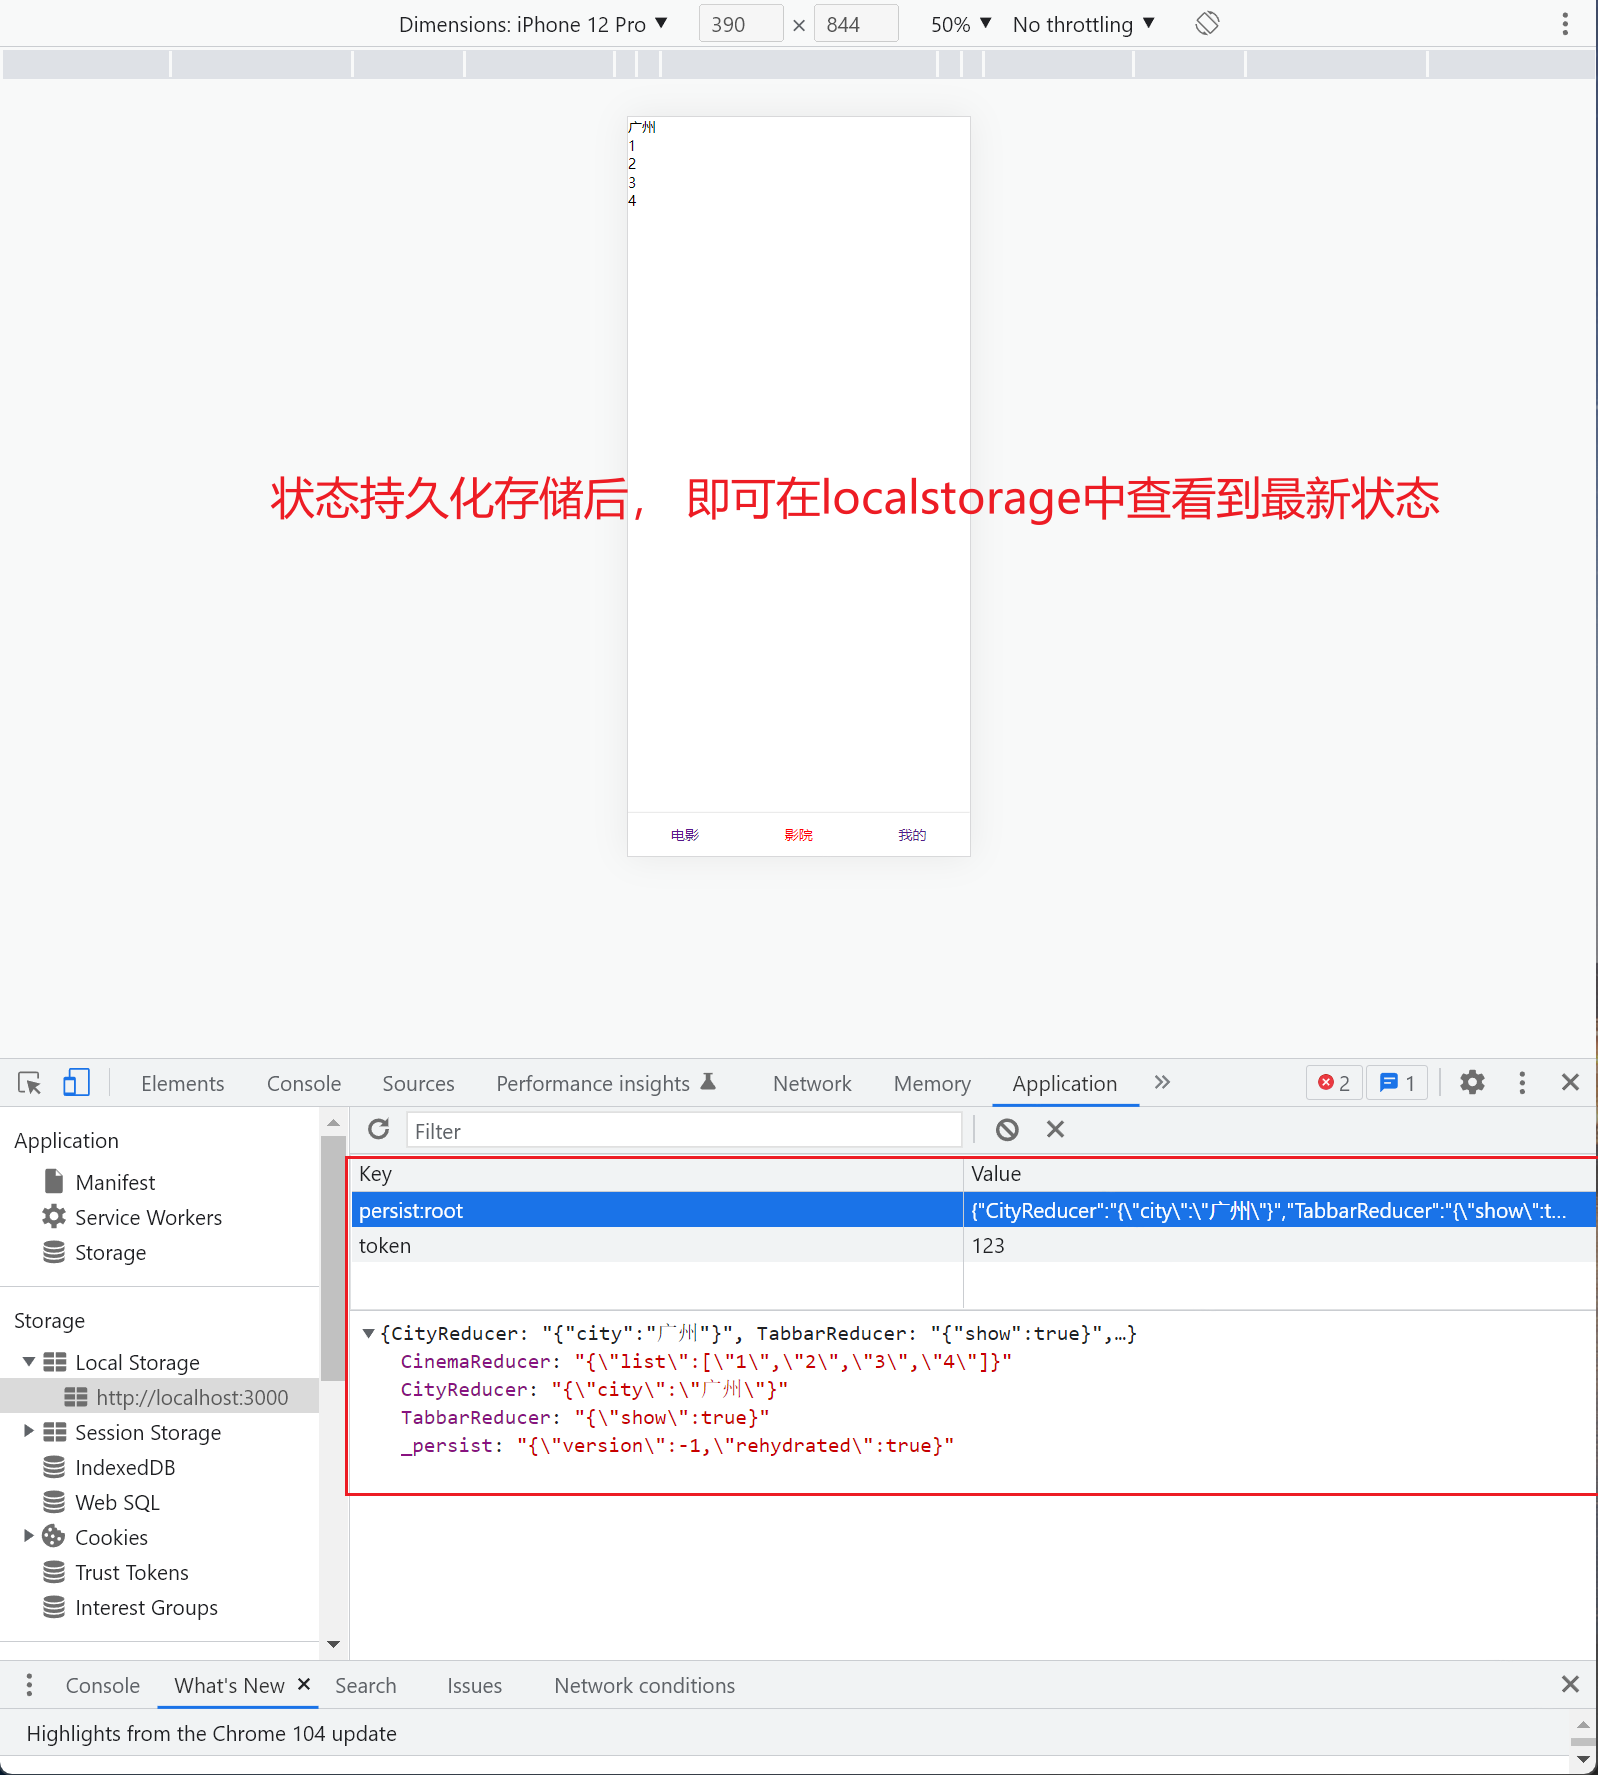 Dimensions: iPhone 12 Pro ▼ 390 × 844 50% ▼ No throttling ▼
广州
1
2
3
4
状态持久化存储后， 即可在localstorage中查看到最新状态
电影 影院 我的
Elements Console Sources Performance insights Network Memory Application 2 1
Application
Manifest
Service Workers
Storage
Storage
Local Storage
http://localhost:3000
Session Storage
IndexedDB
Web SQL
Cookies
Trust Tokens
Interest Groups
Filter
Key Value
persist:root {"CityReducer":"{\"city\":\"广州\"}","TabbarReducer":"{\"show\":t...
token 123
{CityReducer: "{"city":"广州"}", TabbarReducer: "{"show":true}",…}
CinemaReducer: "{\"list\":[\"1\",\"2\",\"3\",\"4\"]}"
CityReducer: "{\"city\":\"广州\"}"
TabbarReducer: "{\"show\":true}"
_persist: "{\"version\":-1,\"rehydrated\":true}"
Console What's New Search Issues Network conditions
Highlights from the Chrome 104 update